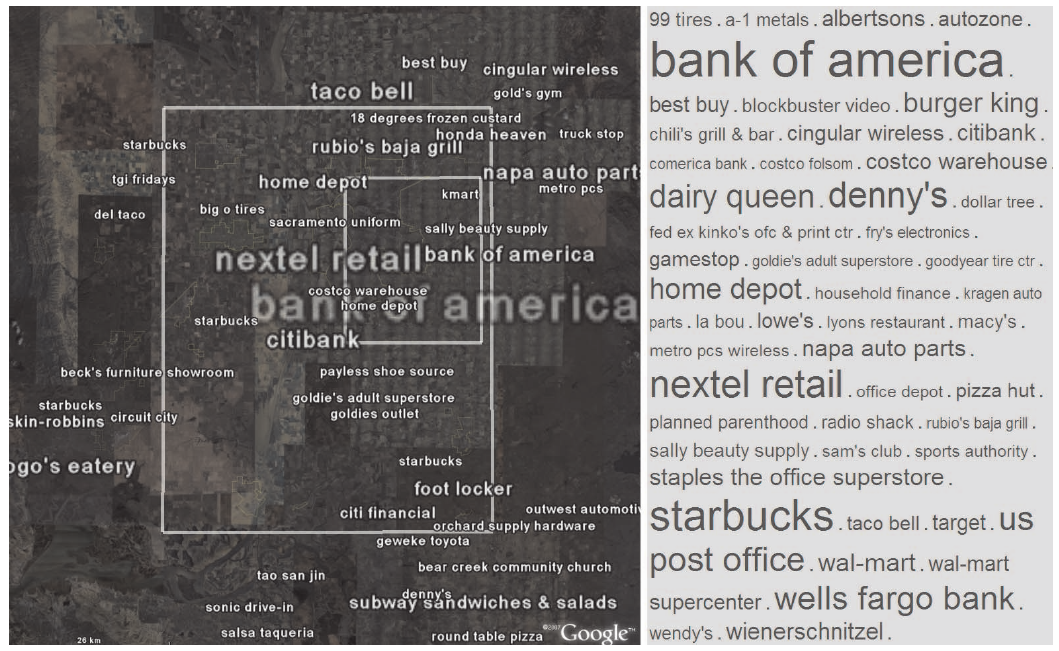 best buy
cingular wireless
taco bell
gold's gym
18 degrees frozen custard
honda heaven
truck stop
starbucks
rubio's baja grill
tgi fridays
home depot
napa auto part
metro pcs
kmart
del taco
big o tires
sacramento uniform
sally beauty supply
nextel retail
bank of america
costco warehouse
bank of america
home depot
starbucks
citibank
beck's furniture showroom
payless shoe source
goldie's adult superstore
starbucks
goldies outlet
skin-robbins
circuit city
ogo's eatery
starbucks
foot locker
citi financial
outwest automotiv
orchard supply hardware
geweke toyota
bear creek community church
tao san jin
denny's
sonic drive-in
subway sandwiches & salads
salsa taqueria
round table pizza
26 km
©2007 Google™
99 tires . a-1 metals . albertsons . autozone .
bank of america .
best buy . blockbuster video . burger king .
chili's grill & bar . cingular wireless . citibank .
comerica bank . costco folsom . costco warehouse .
dairy queen . denny's . dollar tree .
fed ex kinko's ofc & print ctr . fry's electronics .
gamestop . goldie's adult superstore . goodyear tire ctr .
home depot . household finance . kragen auto
parts . la bou . lowe's . lyons restaurant . macy's .
metro pcs wireless . napa auto parts .
nextel retail . office depot . pizza hut .
planned parenthood . radio shack . rubio's baja grill .
sally beauty supply . sam's club . sports authority .
staples the office superstore .
starbucks . taco bell . target . us
post office . wal-mart . wal-mart
supercenter . wells fargo bank .
wendy's . wienerschnitzel .